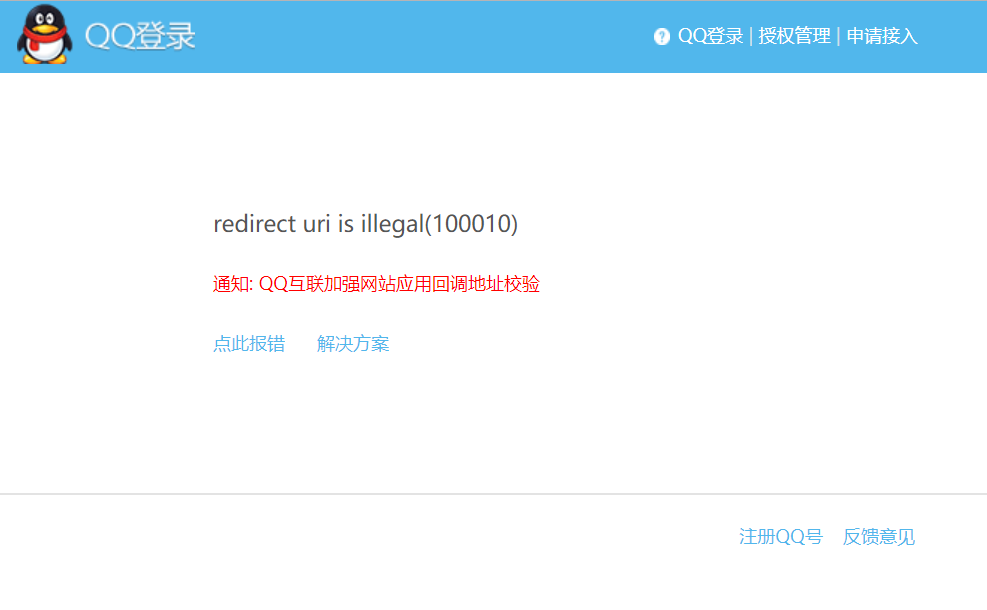 QQ登录
QQ登录 | 授权管理 | 申请接入
redirect uri is illegal(100010)
通知: QQ互联加强网站应用回调地址校验
点此报错 解决方案
注册QQ号 反馈意见